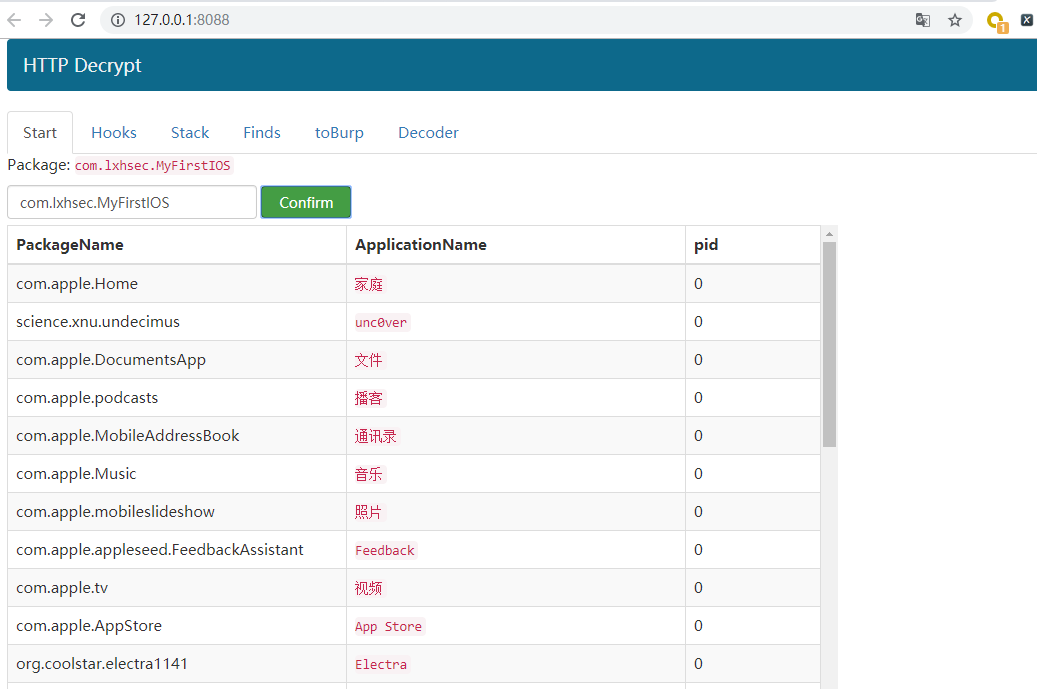 127.0.0.1:8088
1
X
HTTP Decrypt
Start Hooks Stack Finds toBurp Decoder
Package: com.lxhsec.MyFirstIOS
com.lxhsec.MyFirstIOS Confirm
PackageName ApplicationName pid
com.apple.Home 家庭 0
science.xnu.undecimus unc0ver 0
com.apple.DocumentsApp 文件 0
com.apple.podcasts 播客 0
com.apple.MobileAddressBook 通讯录 0
com.apple.Music 音乐 0
com.apple.mobileslideshow 照片 0
com.apple.appleseed.FeedbackAssistant Feedback 0
com.apple.tv 视频 0
com.apple.AppStore App Store 0
org.coolstar.electra1141 Electra 0